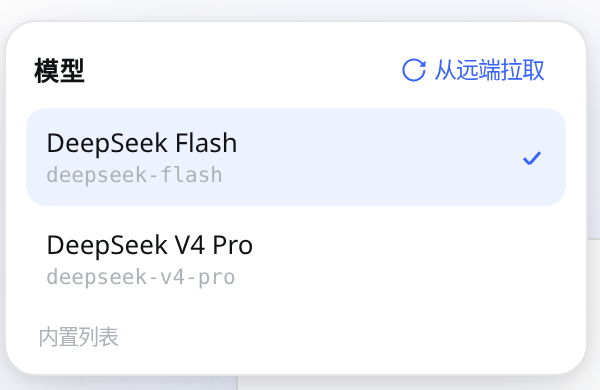 模型
从远端拉取
DeepSeek Flash
deepseek-flash
DeepSeek V4 Pro
deepseek-v4-pro
内置列表